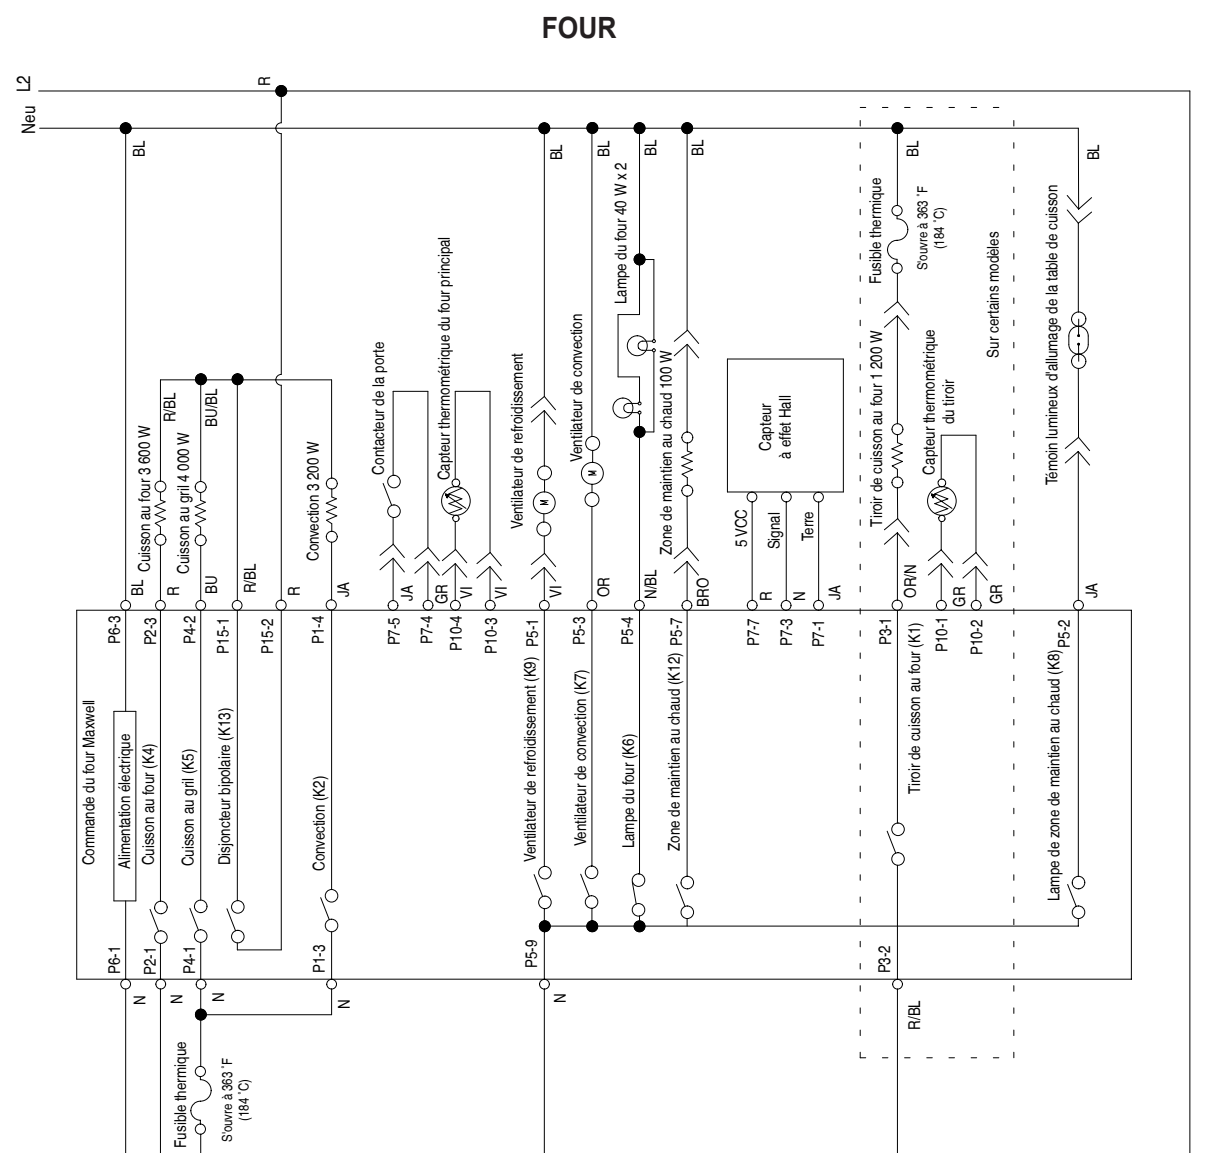 FOUR
L2
R
Neu
BL
BL
BL
BL
BL
BL
BL
Lampe du four 40 W x 2
Fusible thermique
S'ouvre à 363 ˚F
(184 ˚C)
Sur certains modèles
Témoin lumineux d'allumage de la table de cuisson
R/BL
BU/BL
Cuisson au four 3 600 W
Cuisson au gril 4 000 W
Convection 3 200 W
Contacteur de la porte
Capteur thermométrique du four principal
Ventilateur de refroidissement
M
Ventilateur de convection
M
Zone de maintien au chaud 100 W
Capteur
à effet Hall
5 VCC
Signal
Terre
Tiroir de cuisson au four 1 200 W
Capteur thermométrique
du tiroir
BL
R
BU
R/BL
R
JA
JA
GR
VI
VI
VI
OR
N/BL
BRO
R
N
JA
OR/N
GR
GR
JA
P6-3
P2-3
P4-2
P15-1
P15-2
P1-4
P7-5
P7-4
P10-4
P10-3
P5-1
P5-3
P5-4
P5-7
P7-7
P7-3
P7-1
P3-1
P10-1
P10-2
P5-2
Commande du four Maxwell
Alimentation électrique
Cuisson au four (K4)
Cuisson au gril (K5)
Disjoncteur bipolaire (K13)
Convection (K2)
Ventilateur de refroidissement (K9)
Ventilateur de convection (K7)
Lampe du four (K6)
Zone de maintien au chaud (K12)
Tiroir de cuisson au four (K1)
Lampe de zone de maintien au chaud (K8)
P6-1
P2-1
P4-1
P1-3
P5-9
P3-2
N
N
N
N
N
R/BL
Fusible thermique
S'ouvre à 363 ˚F
(184 ˚C)